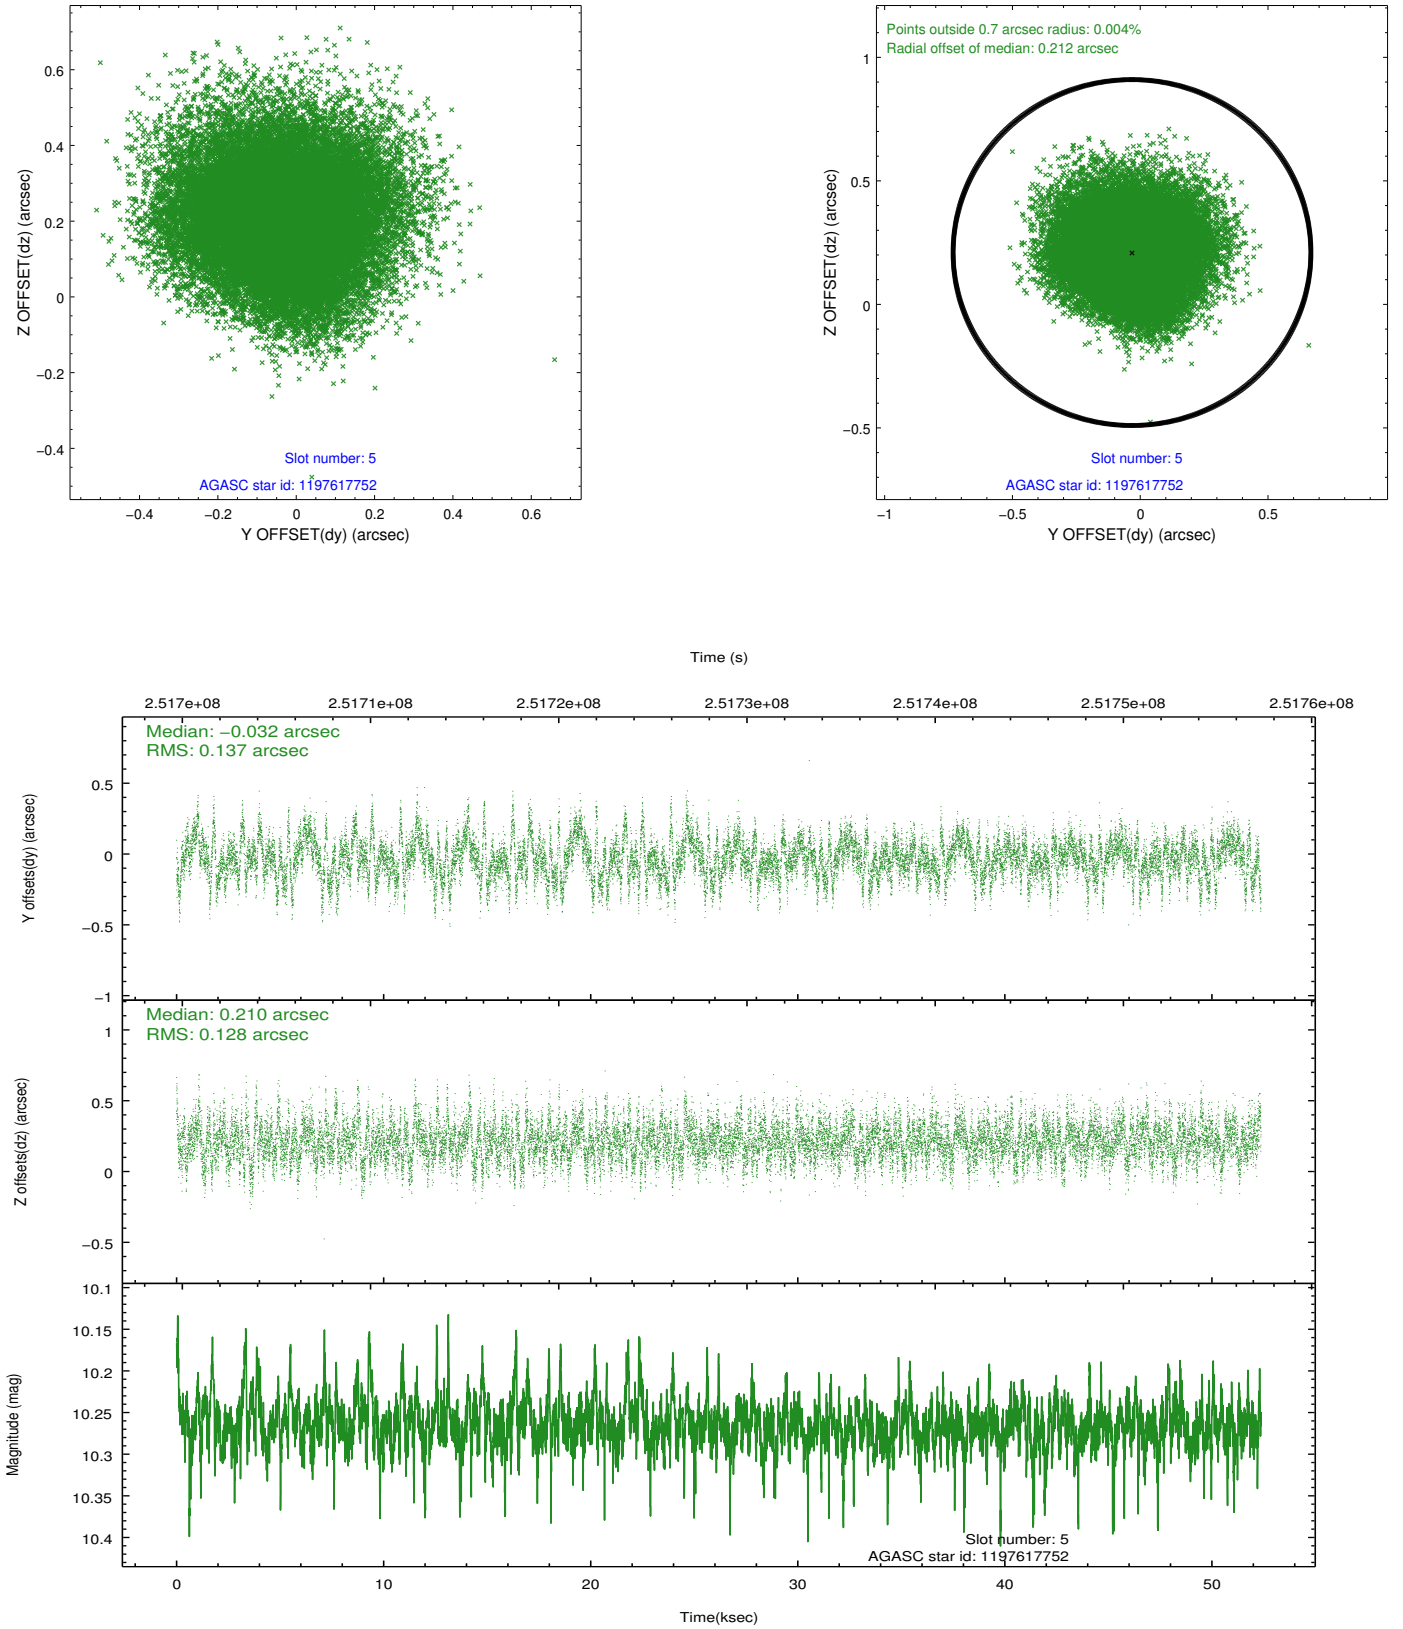 0.6
0.4
0.2
0
−0.2
−0.4
Z OFFSET(dz) (arcsec)
Slot number: 5
AGASC star id: 1197617752
−0.4 −0.2 0 0.2 0.4 0.6
Y OFFSET(dy) (arcsec)
Points outside 0.7 arcsec radius: 0.004%
Radial offset of median: 0.212 arcsec
1
0.5
0
−0.5
Z OFFSET(dz) (arcsec)
Slot number: 5
AGASC star id: 1197617752
−1 −0.5 0 0.5
Y OFFSET(dy) (arcsec)
Time (s)
2.517e+08 2.5171e+08 2.5172e+08 2.5173e+08 2.5174e+08 2.5175e+08 2.5176e+08
Median: −0.032 arcsec
RMS: 0.137 arcsec
0.5
0
−0.5
−1
Y offsets(dy) (arcsec)
Median: 0.210 arcsec
RMS: 0.128 arcsec
1
0.5
0
−0.5
Z offsets(dz) (arcsec)
10.1
10.15
10.2
10.25
10.3
10.35
10.4
Magnitude (mag)
Slot number: 5
AGASC star id: 1197617752
0 10 20 30 40 50
Time(ksec)